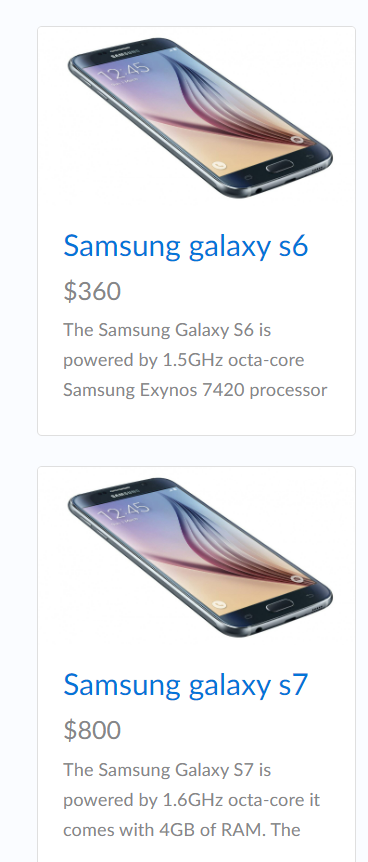 SAMSUNG
12:45
Samsung galaxy s6
$360
The Samsung Galaxy S6 is
powered by 1.5GHz octa-core
Samsung Exynos 7420 processor
SAMSUNG
12:45
Samsung galaxy s7
$800
The Samsung Galaxy S7 is
powered by 1.6GHz octa-core it
comes with 4GB of RAM. The